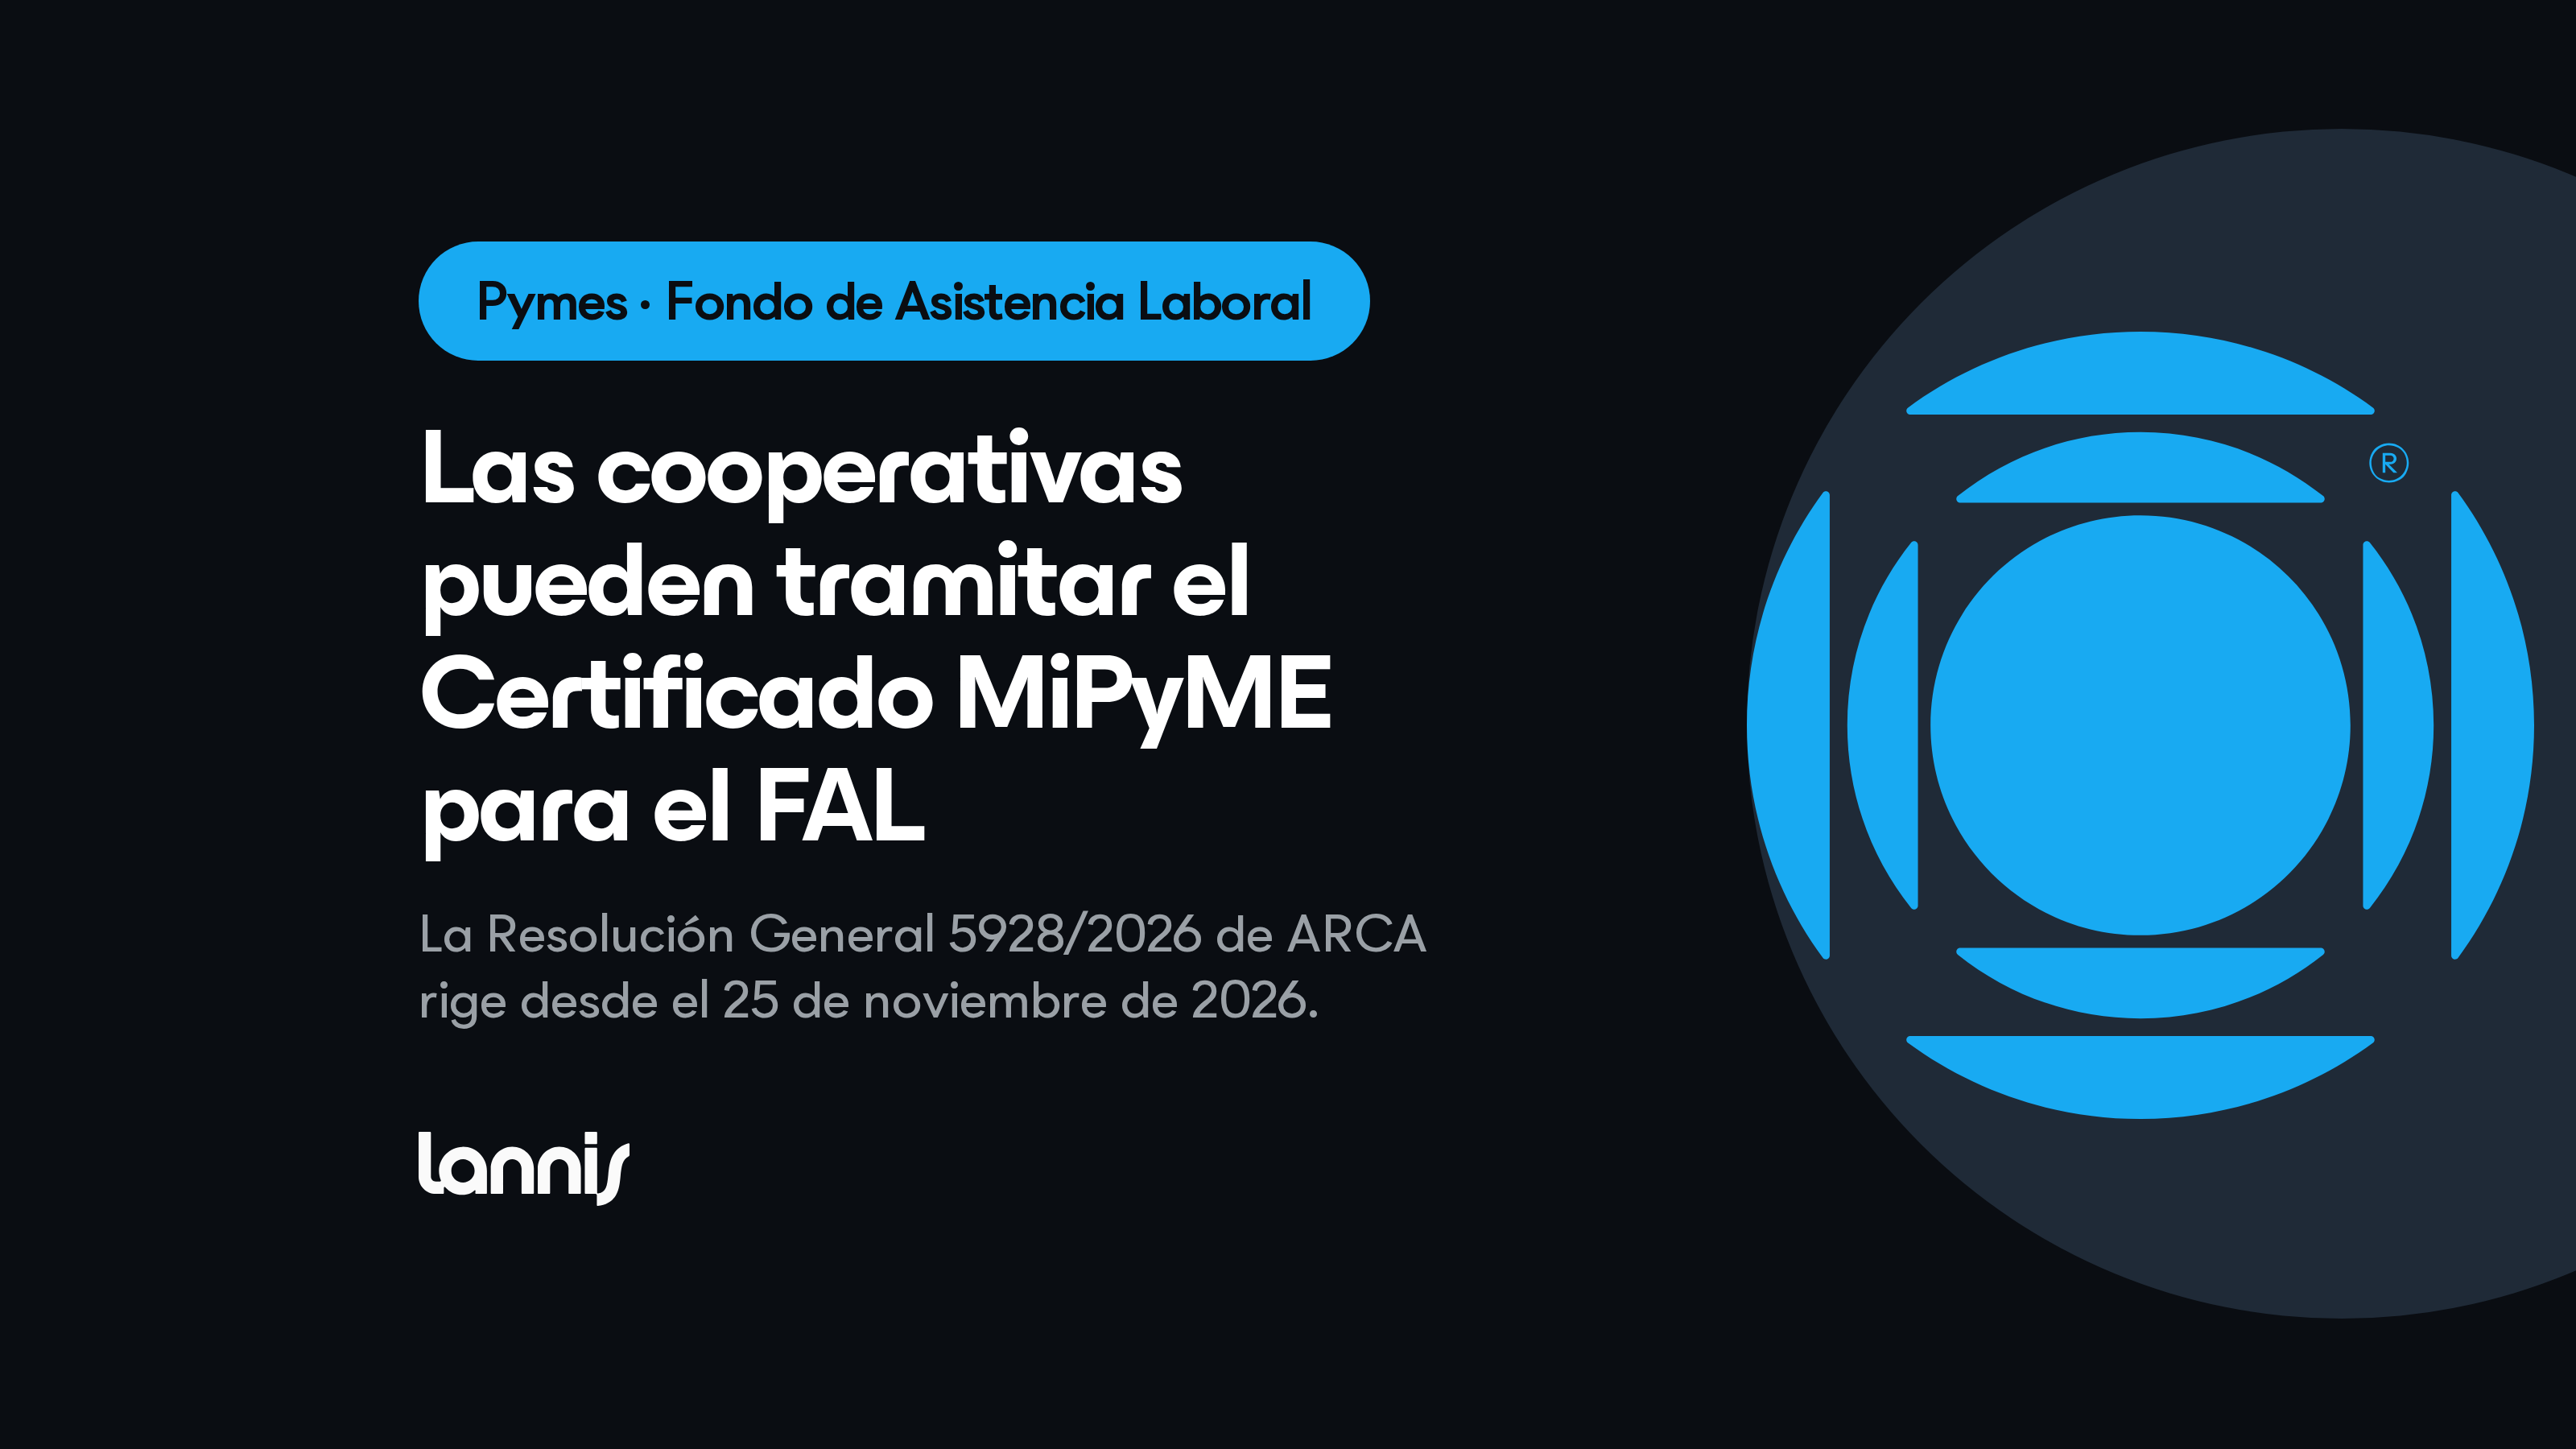 Pymes · Fondo de Asistencia Laboral
Las cooperativas
pueden tramitar el
Certificado MiPyME
para el FAL
La Resolución General 5928/2026 de ARCA
rige desde el 25 de noviembre de 2026.
lannis
®